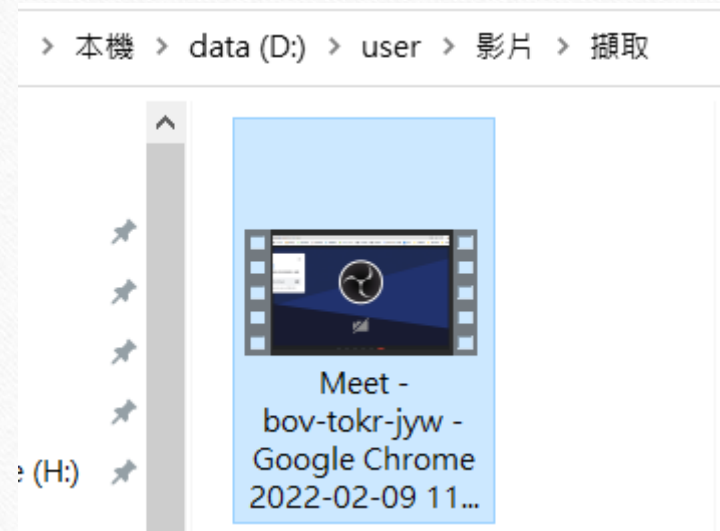 > 本機 > data (D:) > user > 影片 > 擷取
e (H:)
Meet -
bov-tokr-jyw -
Google Chrome
2022-02-09 11...